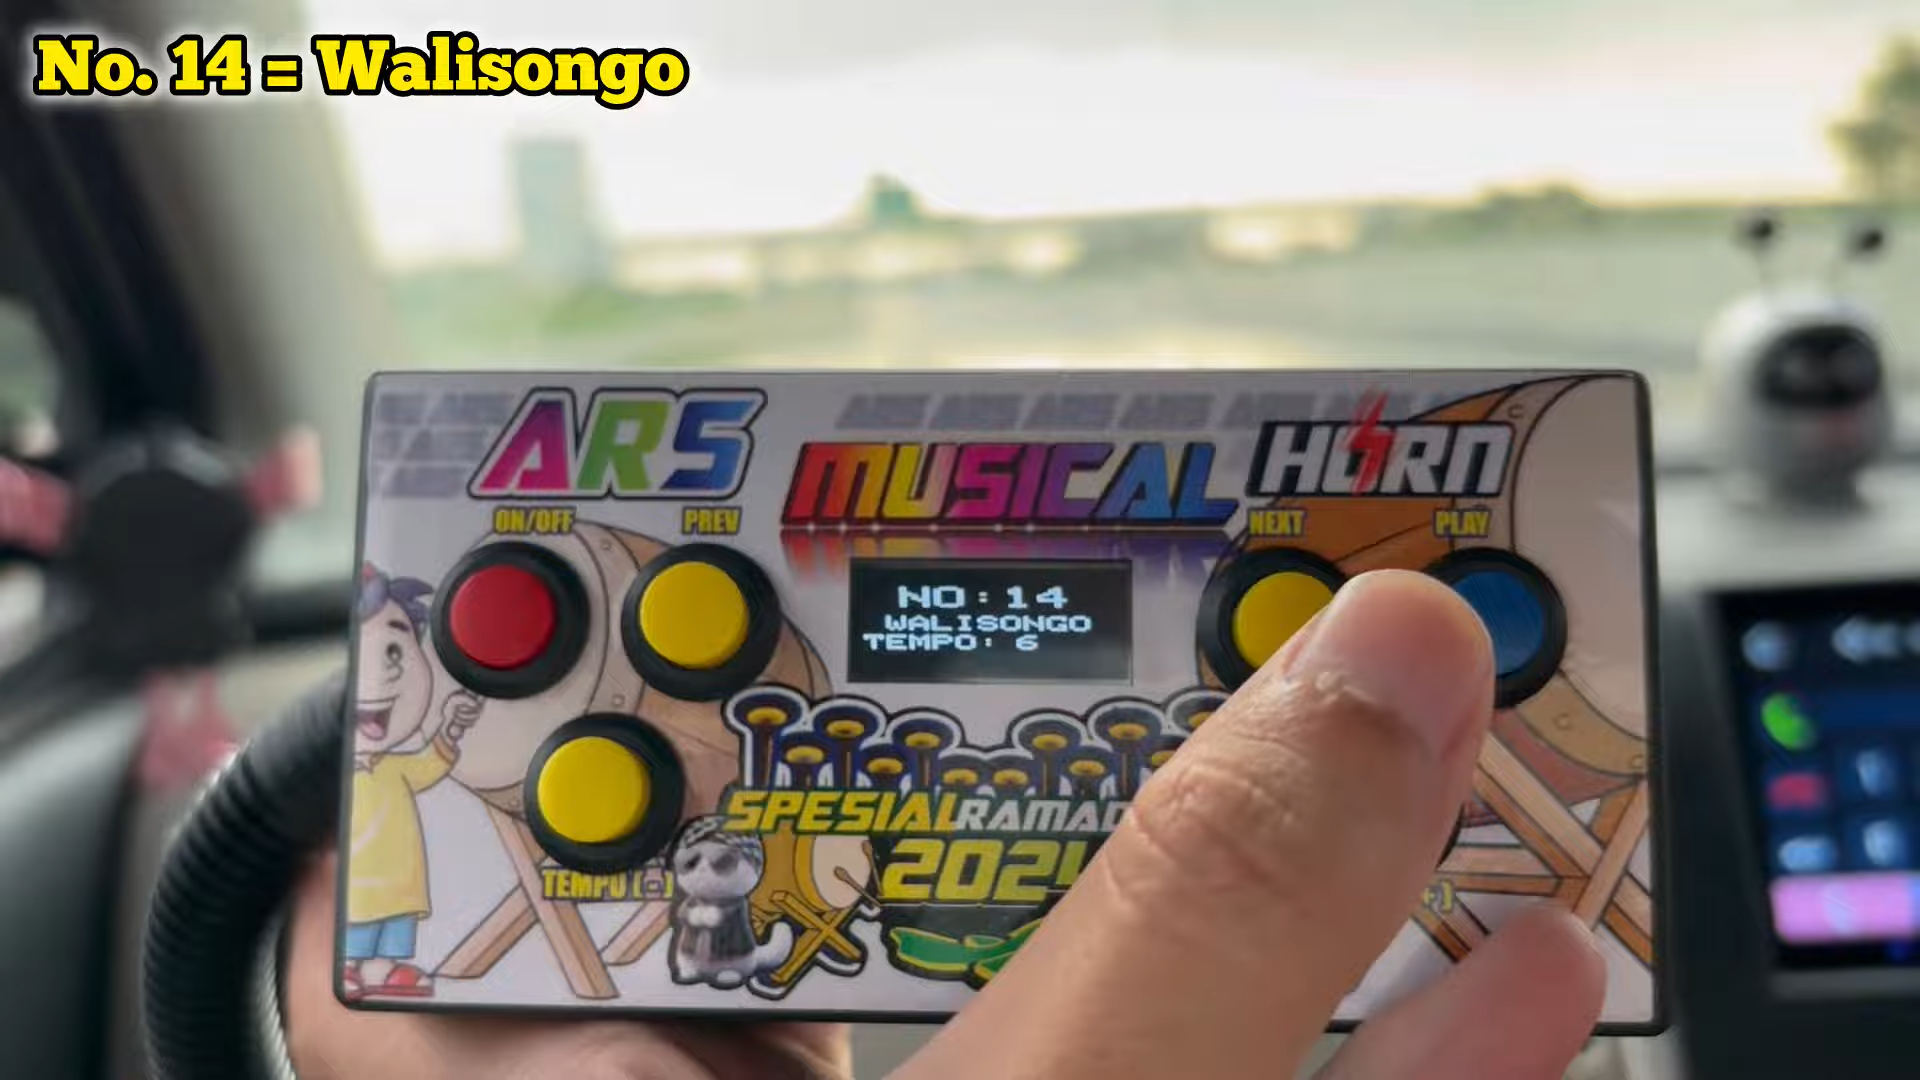 No. 14 = Walisongo
ARS
MUSICAL
HORN
ON/OFF
PREV
NEXT
PLAY
NO:14
WALISONGO
TEMPO: 6
SPESIAL
2024
TEMPO [-]